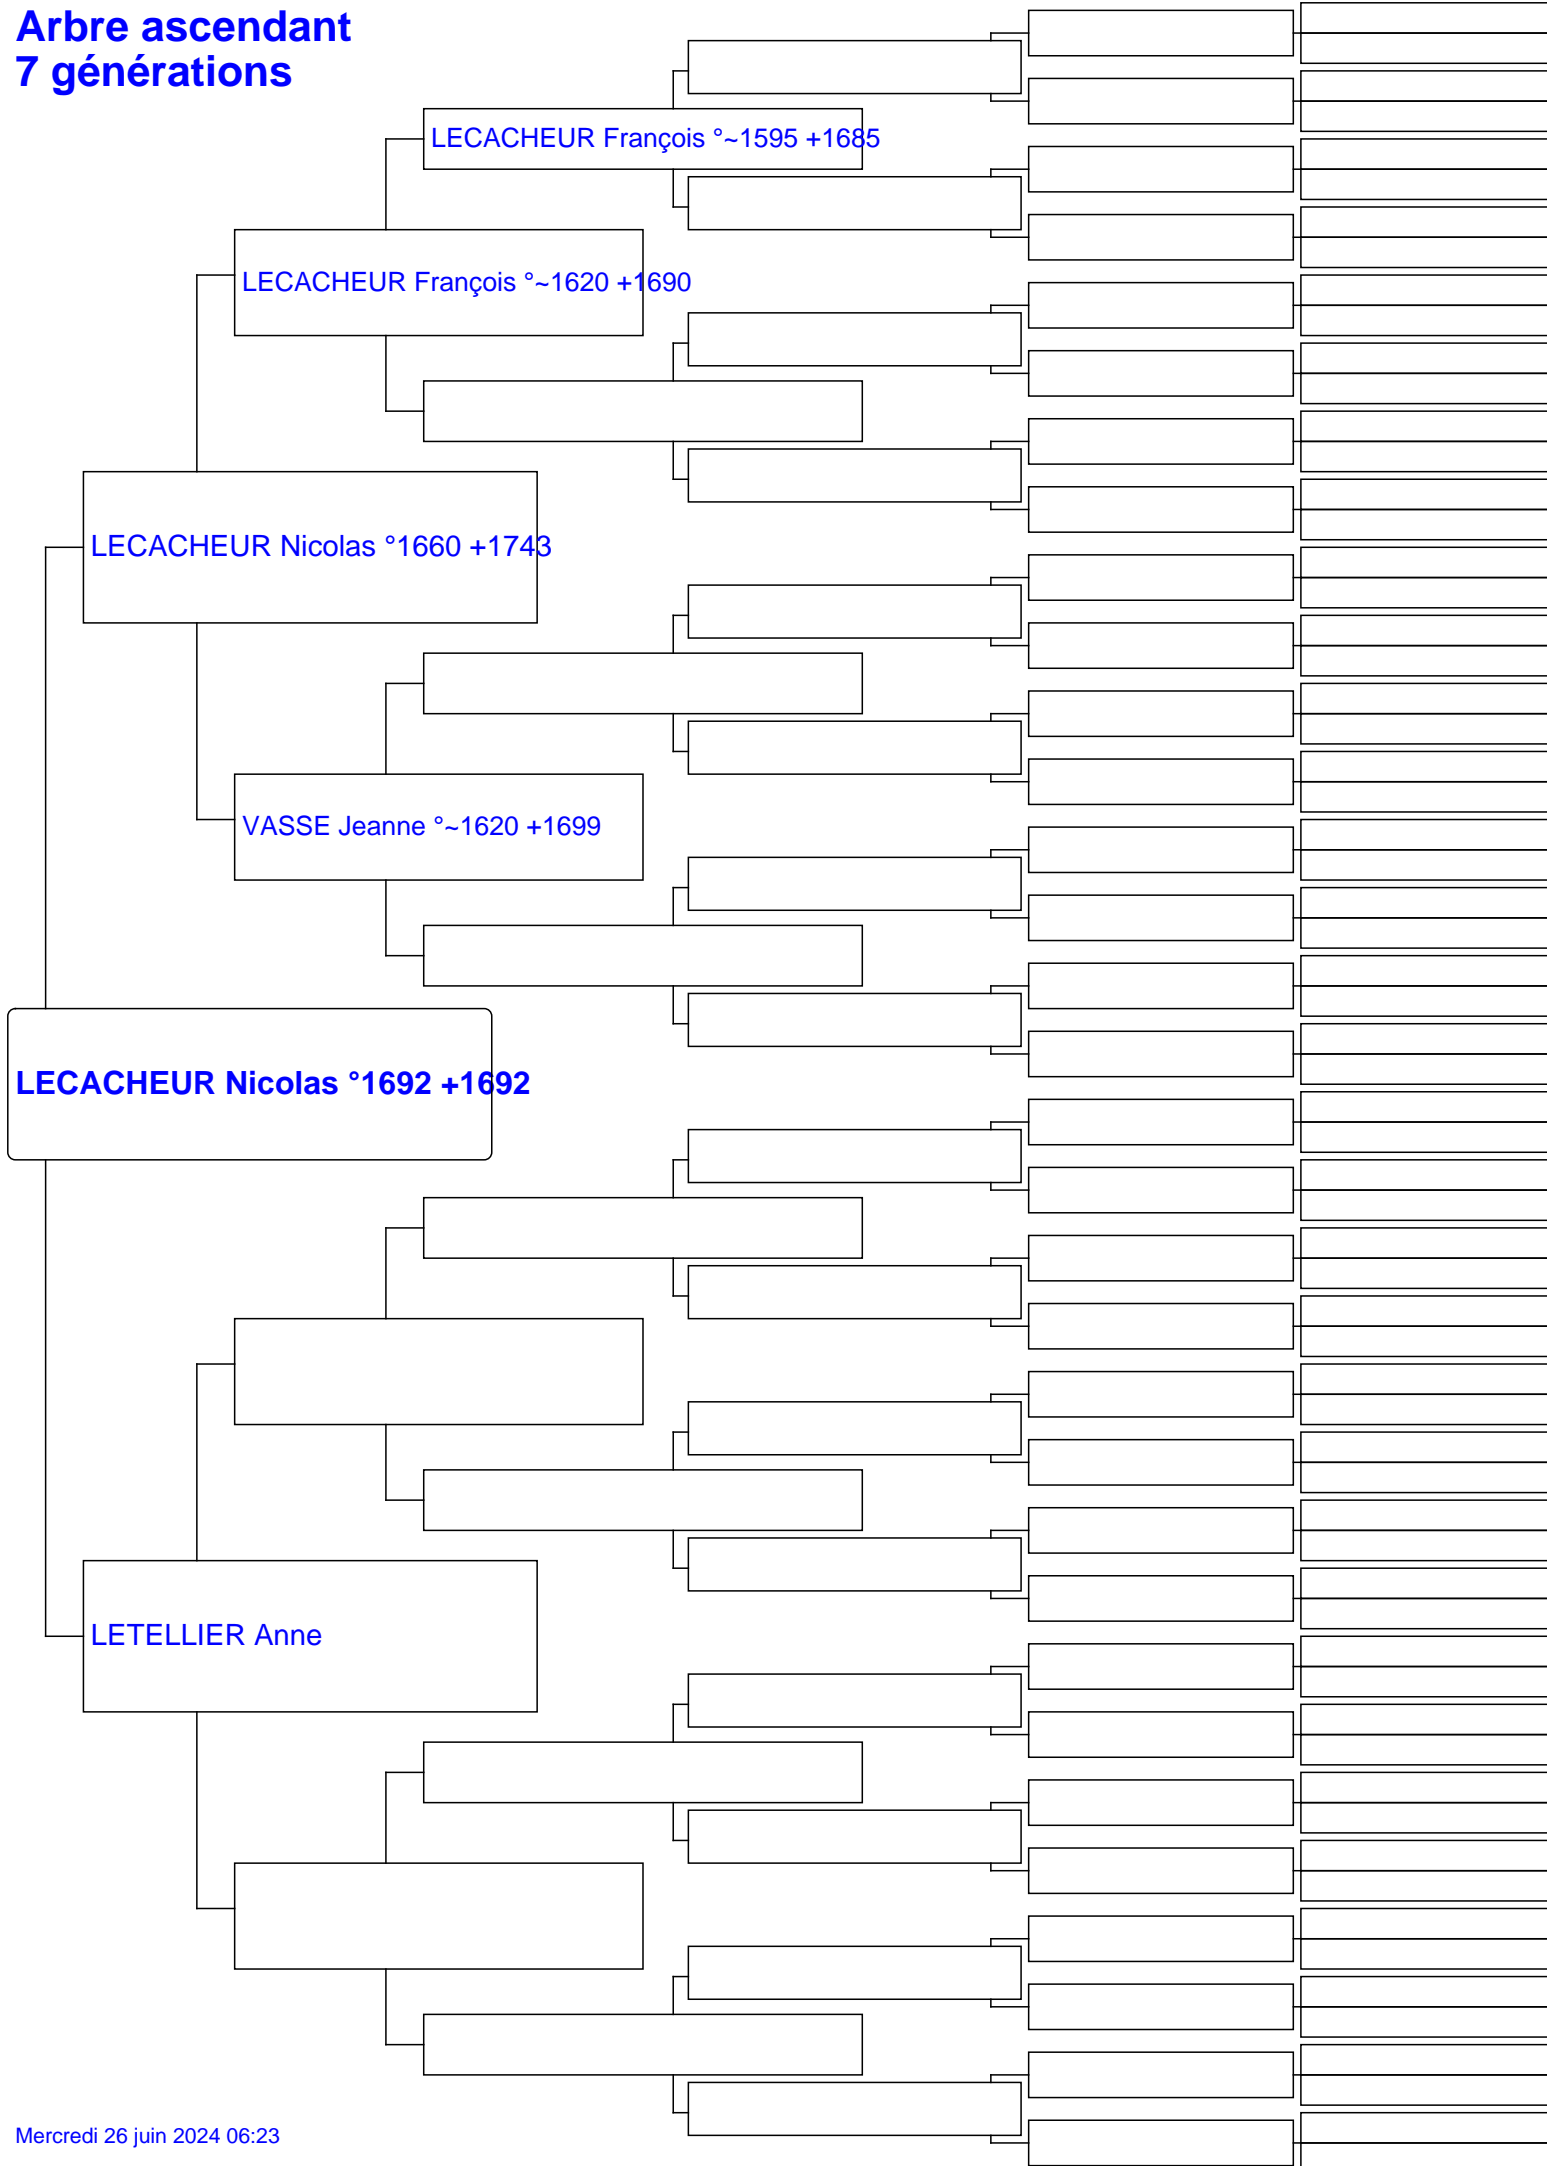 Arbre ascendant
7 générations
LECACHEUR François °~1595 +1685
LECACHEUR François °~1620 +1690
LECACHEUR Nicolas °1660 +1743
VASSE Jeanne °~1620 +1699
LECACHEUR Nicolas °1692 +1692
LETELLIER Anne
Mercredi 26 juin 2024 06:23